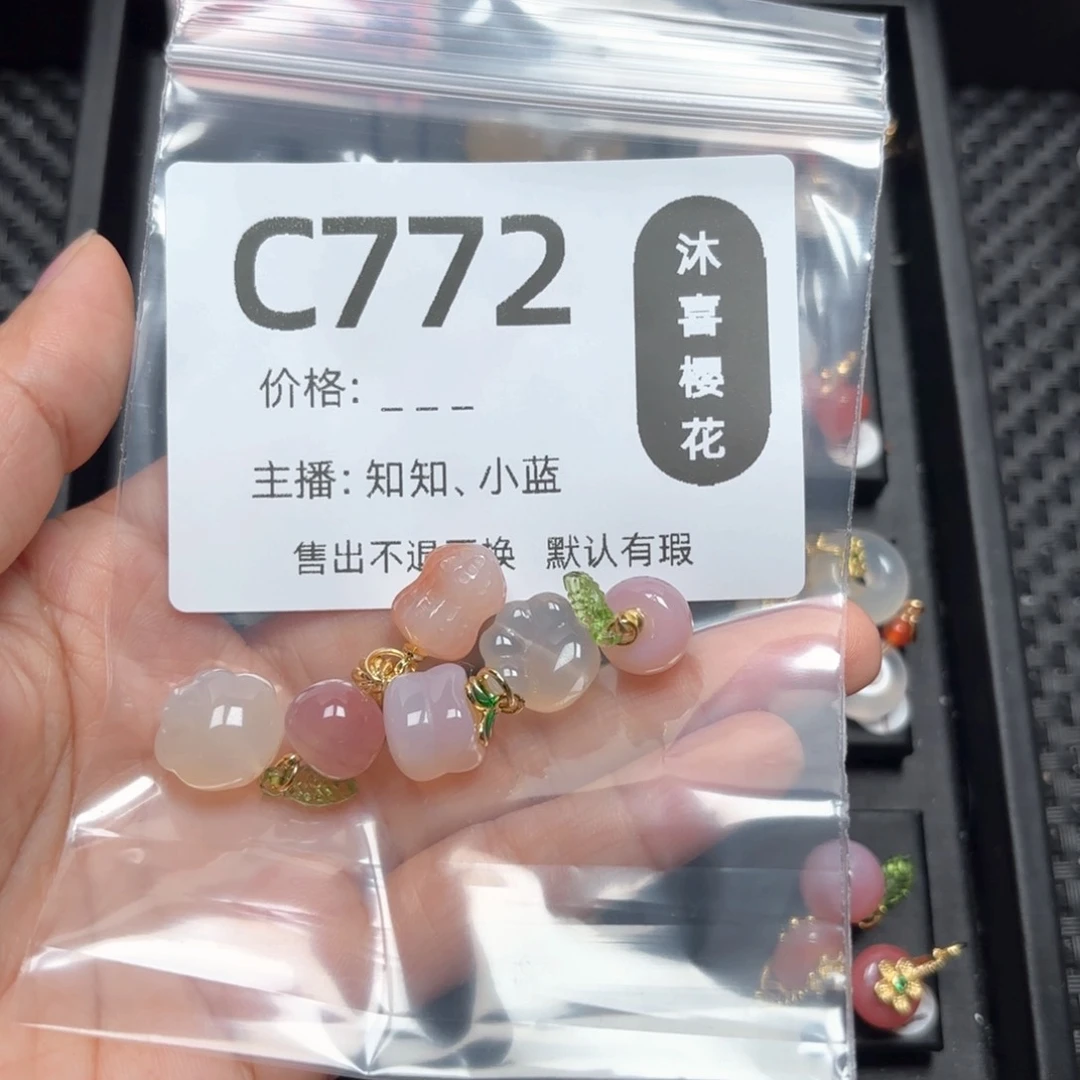 C772
沐喜樱花
价格: _ _ _
主播: 知知、小蓝
售出不退 换 默认有瑕